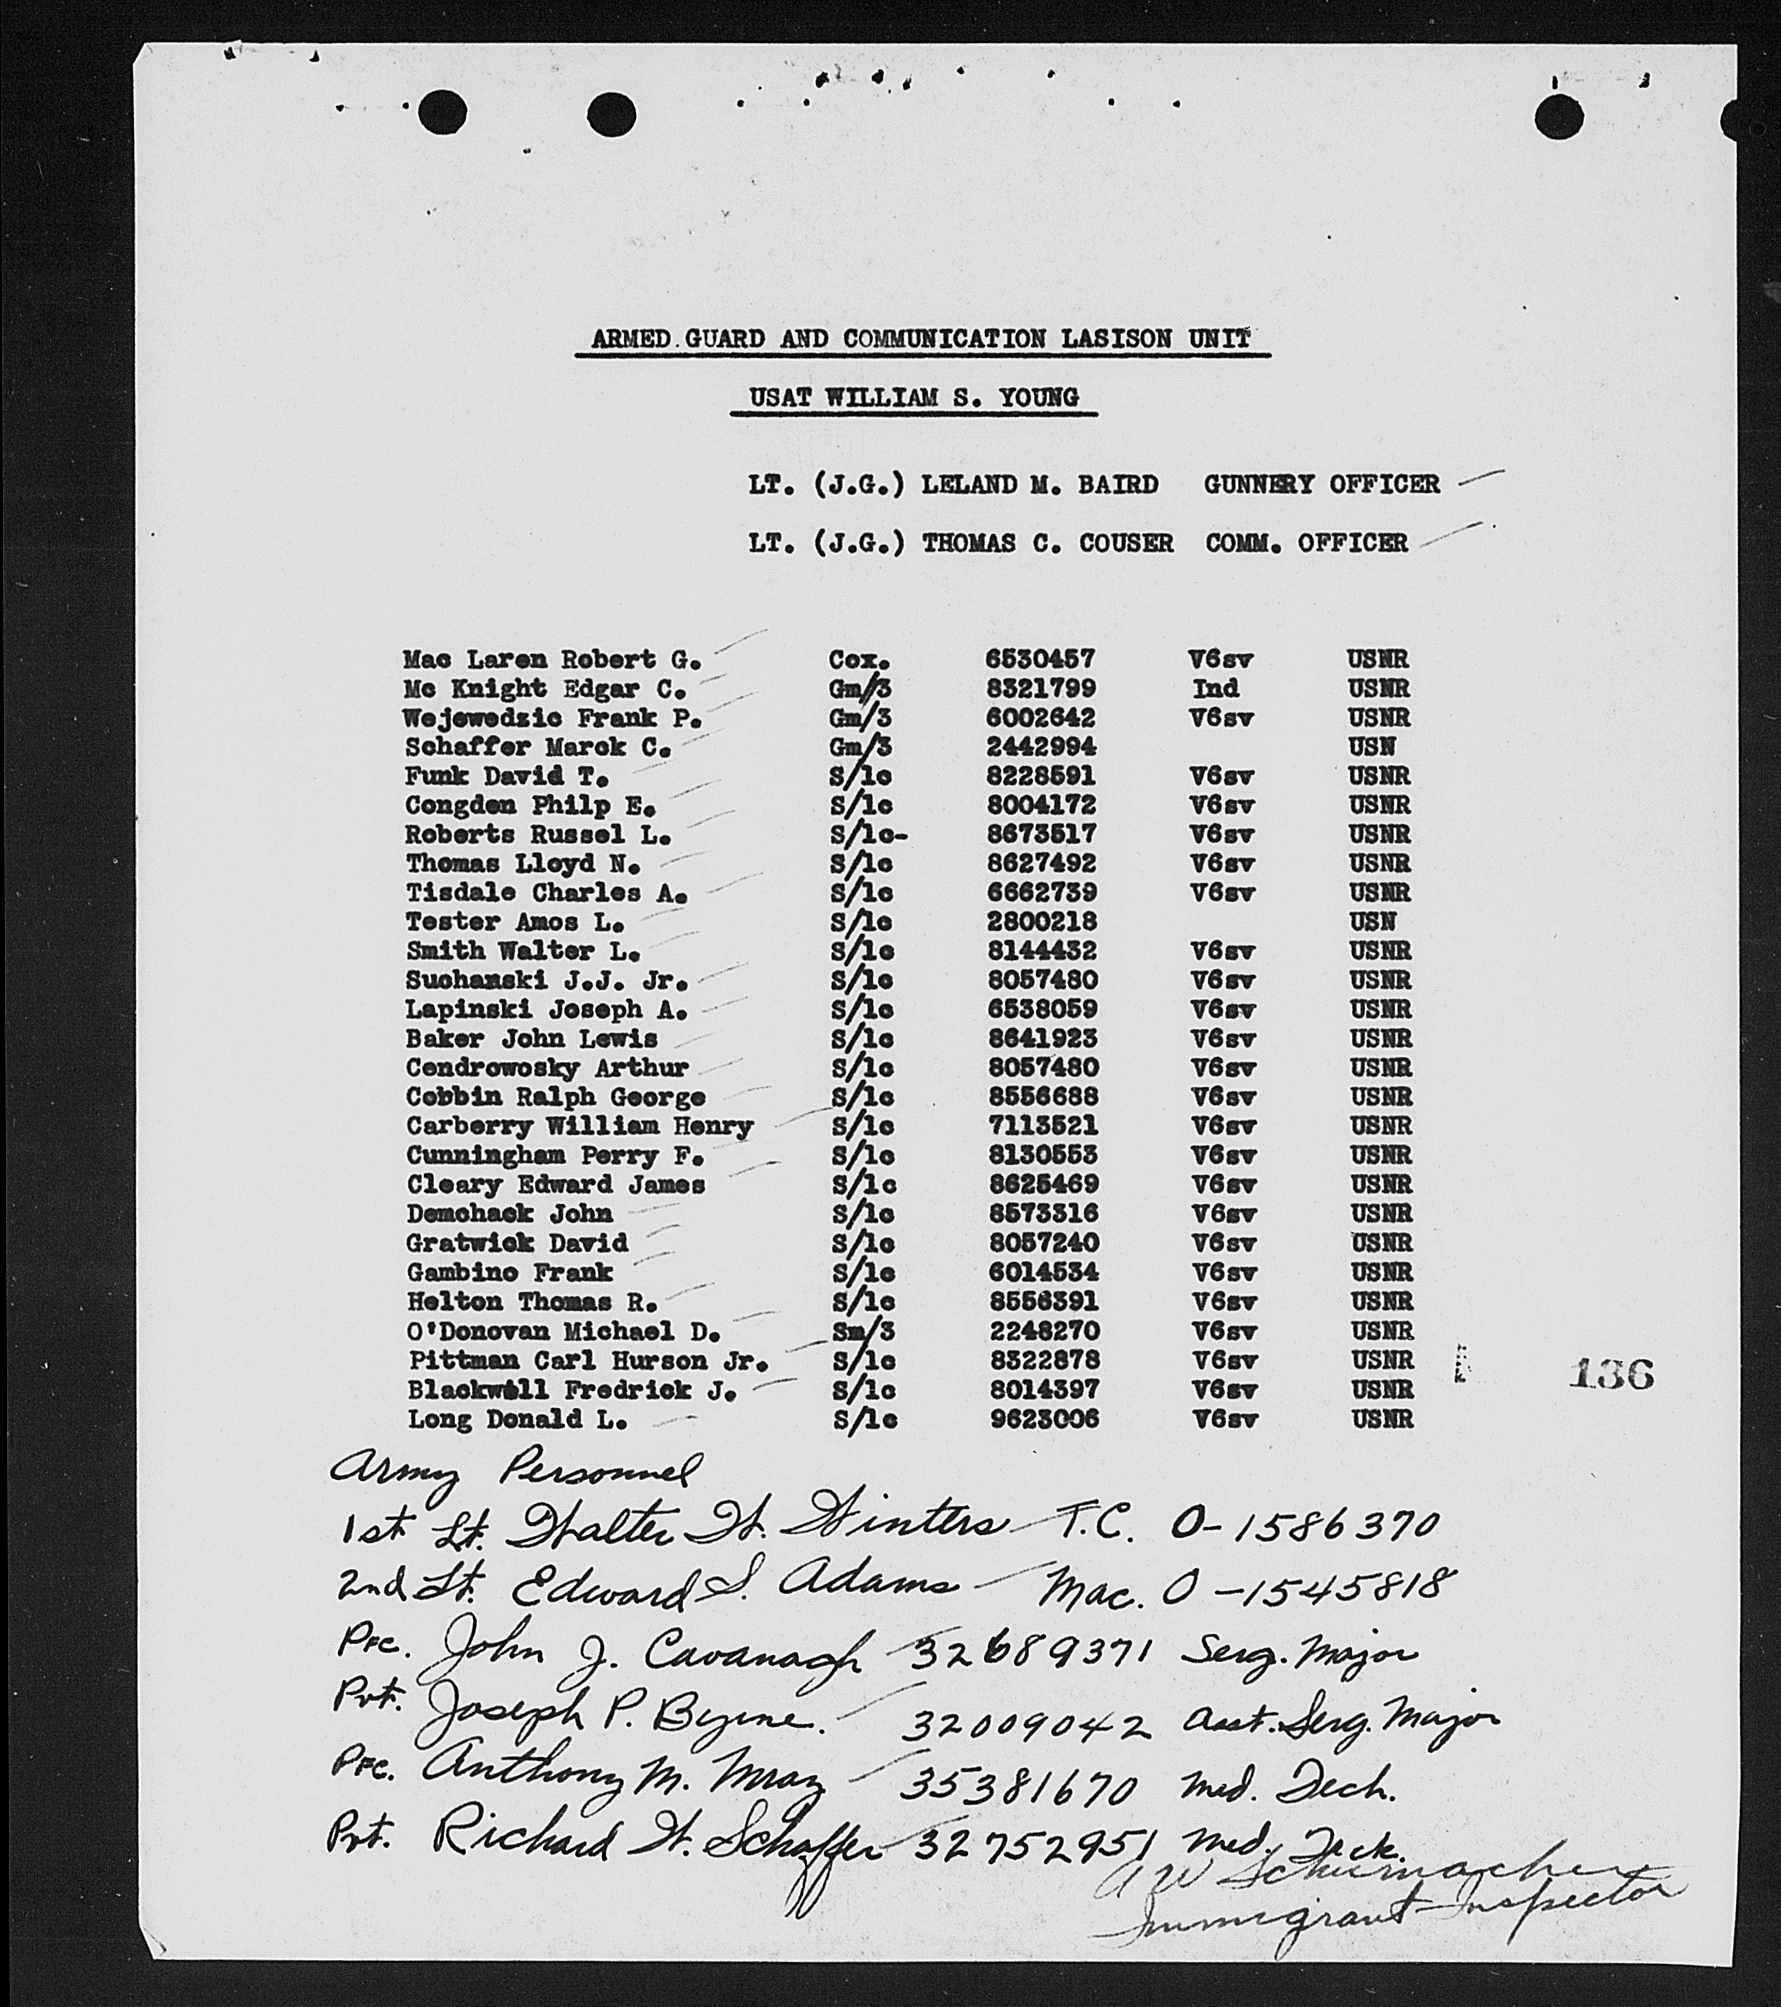 ARMED GUARD AND COMMUNICATION LASISON UNIT
USAT WILLIAM S. YOUNG
LT. (J.G.) LELAND M. BAIRD GUNNERY OFFICER
LT. (J.G.) THOMAS C. COUSER COMM. OFFICER
Mac Laren Robert G. Cox. 6530457 V6sv USNR
Mc Knight Edgar C. Gm/3 8321799 Ind USNR
Wejewedzic Frank P. Gm/3 6002642 V6sv USNR
Schaffer Marck C. Gm/3 2442994 USN
Funk David T. S/1c 8228591 V6sv USNR
Congden Philp E. S/1c 8004172 V6sv USNR
Roberts Russel L. S/1c- 8673517 V6sv USNR
Thomas Lloyd N. S/1c 8627492 V6sv USNR
Tisdale Charles A. S/1c 6662739 V6sv USNR
Tester Amos L. S/1c 2800218 USN
Smith Walter L. S/1c 8144432 V6sv USNR
Suchanski J.J. Jr. S/1c 8057480 V6sv USNR
Lapinski Joseph A. S/1c 6538059 V6sv USNR
Baker John Lewis S/1c 8641923 V6sv USNR
Cendrowosky Arthur S/1c 8057480 V6sv USNR
Cobbin Ralph George S/1c 8556688 V6sv USNR
Carberry William Henry S/1c 7113521 V6sv USNR
Cunningham Perry F. S/1c 8130553 V6sv USNR
Cleary Edward James S/1c 8625469 V6sv USNR
Demchack John S/1c 8573316 V6sv USNR
Gratwick David S/1c 8057240 V6sv USNR
Gambino Frank S/1c 6014534 V6sv USNR
Helton Thomas R. S/1c 8556391 V6sv USNR
O'Donovan Michael D. Sm/3 2248270 V6sv USNR
Pittman Carl Hurson Jr. S/1c 8322878 V6sv USNR
136
Blackwell Fredrick J. S/1c 8014397 V6sv USNR
Long Donald L. S/1c 9623006 V6sv USNR
Army Personnel
1st Lt. Walter W. Winters T.C. O-1586370
2nd Lt. Edward S. Adams Mac. O-1545818
Pfc. John J. Cavanagh 32689371 Serg. Major
Pvt. Joseph P. Byrne. 32009042 Asst. Serg. Major
Pfc. Anthony M. Mraz 35381670 Med. Tech.
Pvt. Richard W. Schaffer 32752951 Med. Tech.
A W Schumacher
Immigrant Inspector